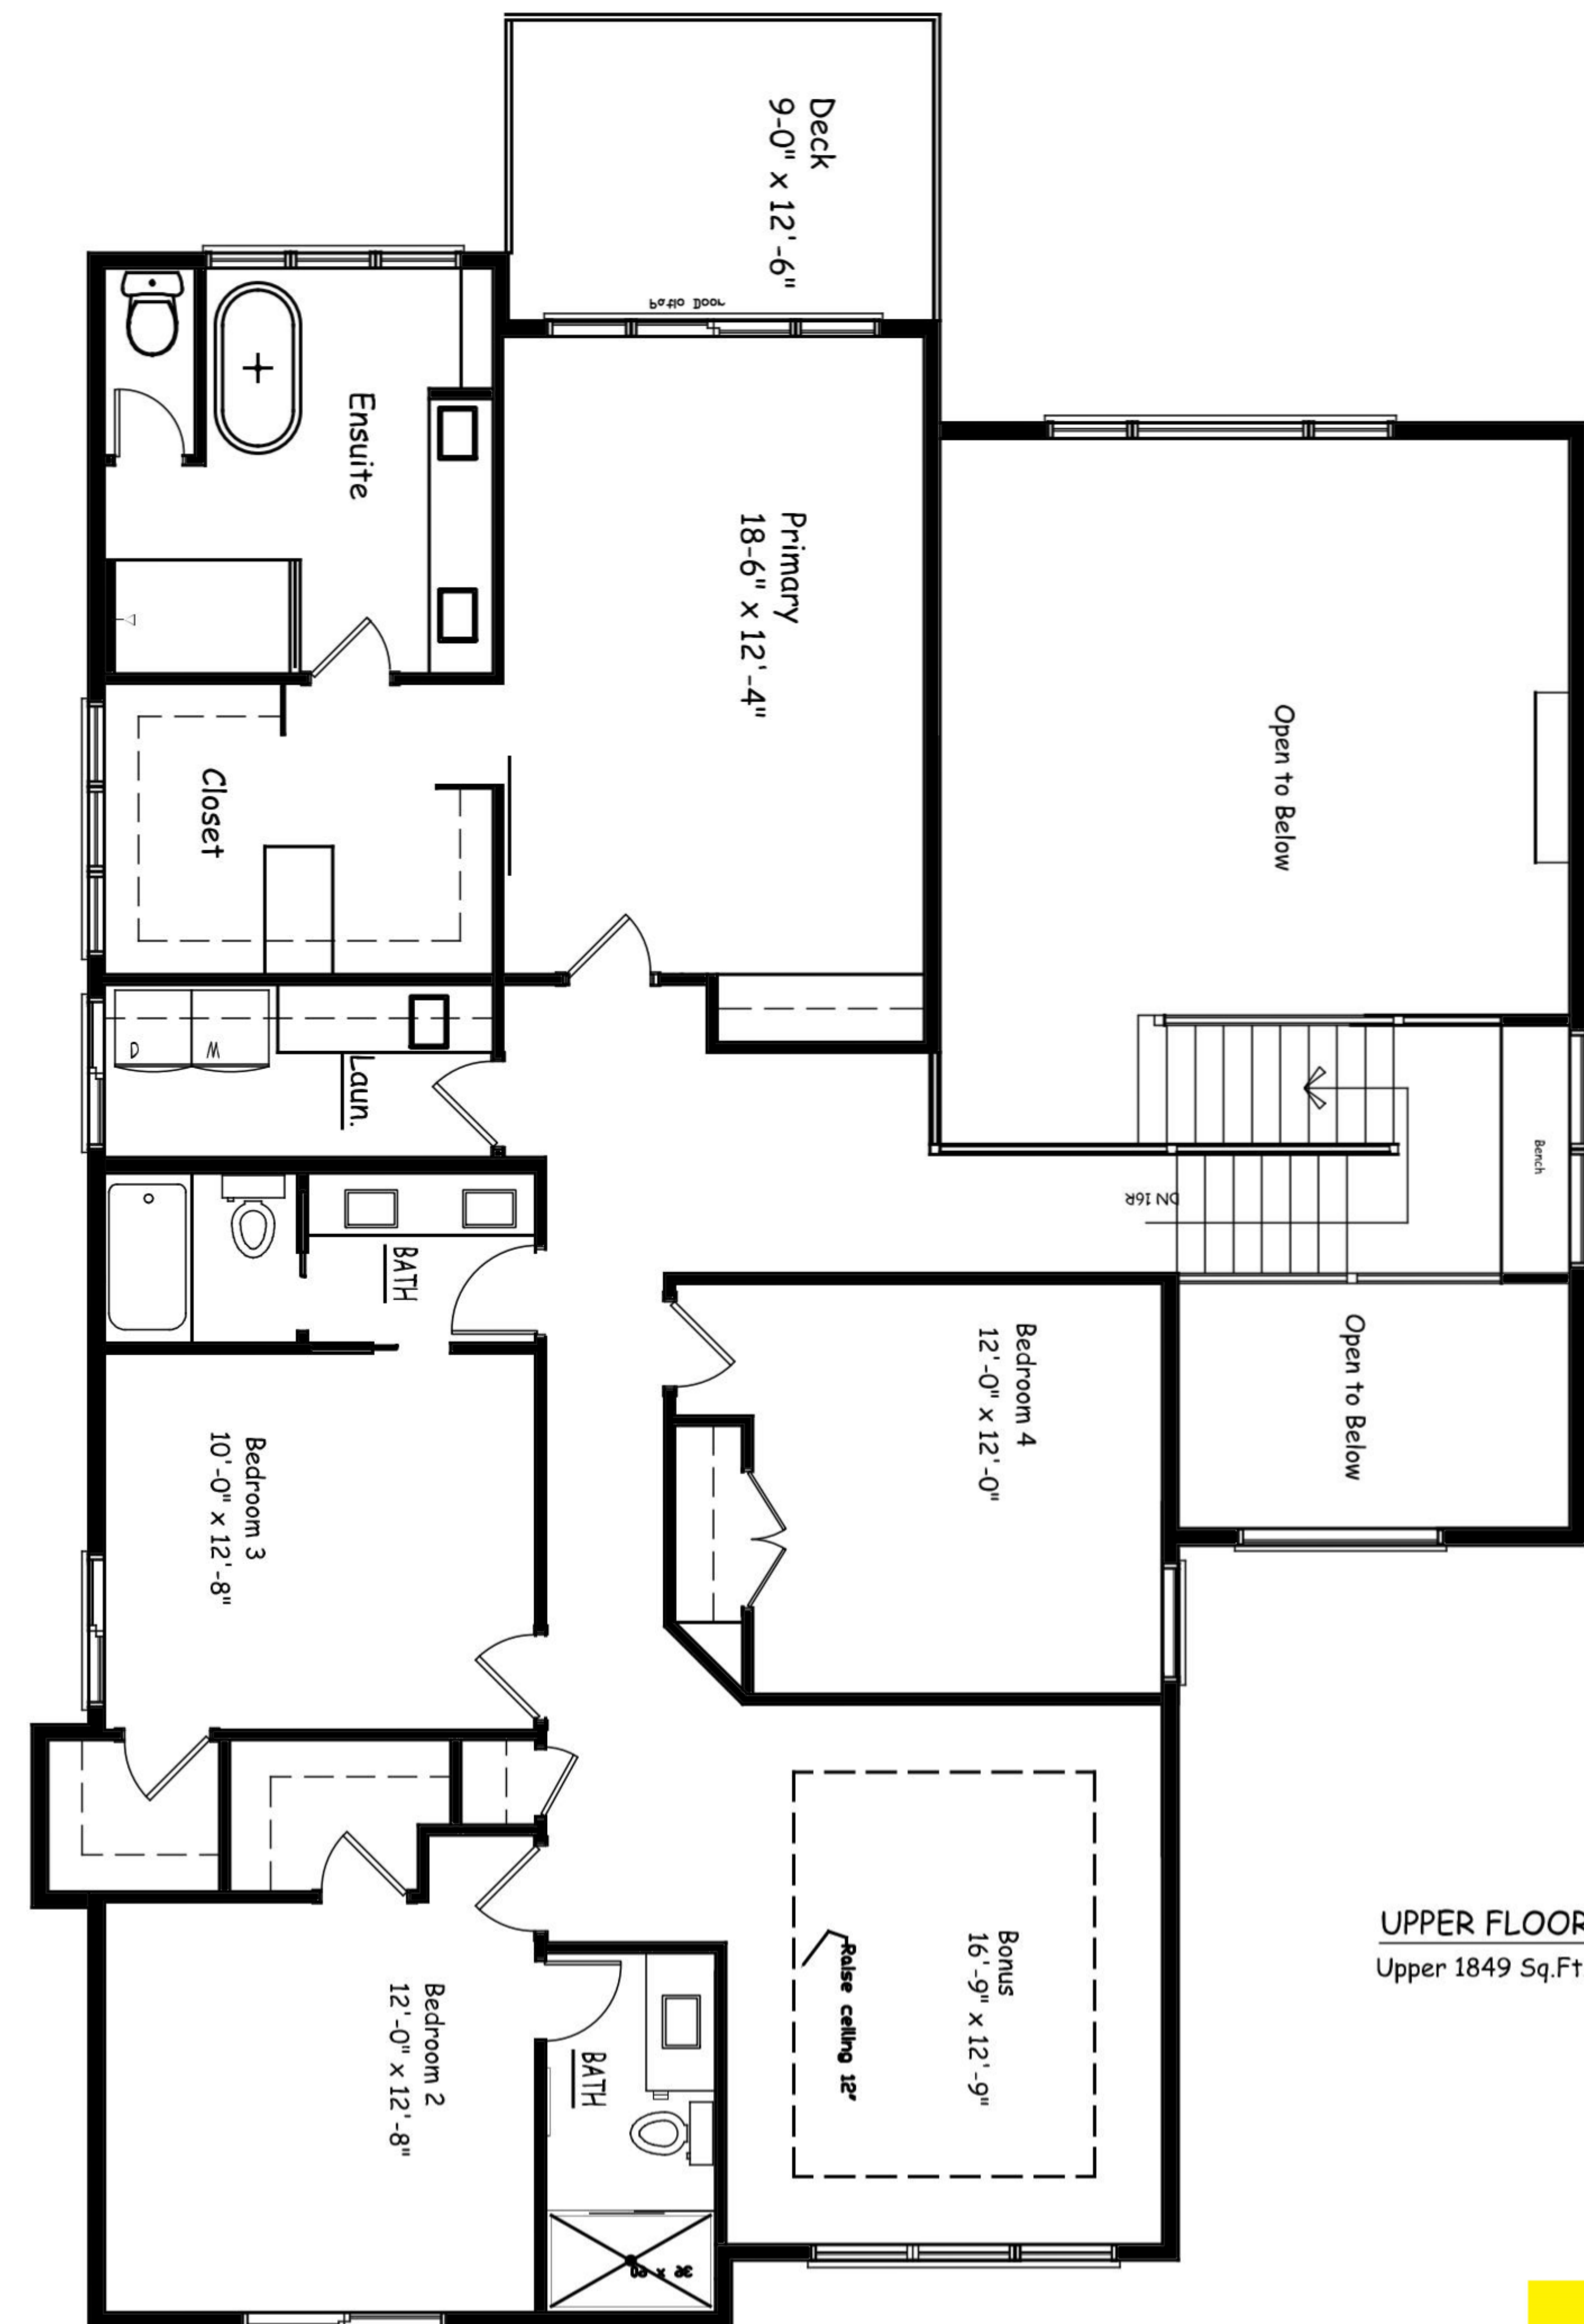 Deck
9-0" x 12'-6"
Patio Door
Ensuite
Primary
18-6" x 12'-4"
Open to Below
Closet
D
W
Laun.
Bench
DN 16R
BATH
Bedroom 4
12'-0" x 12'-0"
Open to Below
Bedroom 3
10'-0" x 12'-8"
Bonus
16'-9" x 12'-9"
Raise ceiling 12"
UPPER FLOOR
Upper 1849 Sq.Ft
Bedroom 2
12'-0" x 12'-8"
BATH
36 x 60